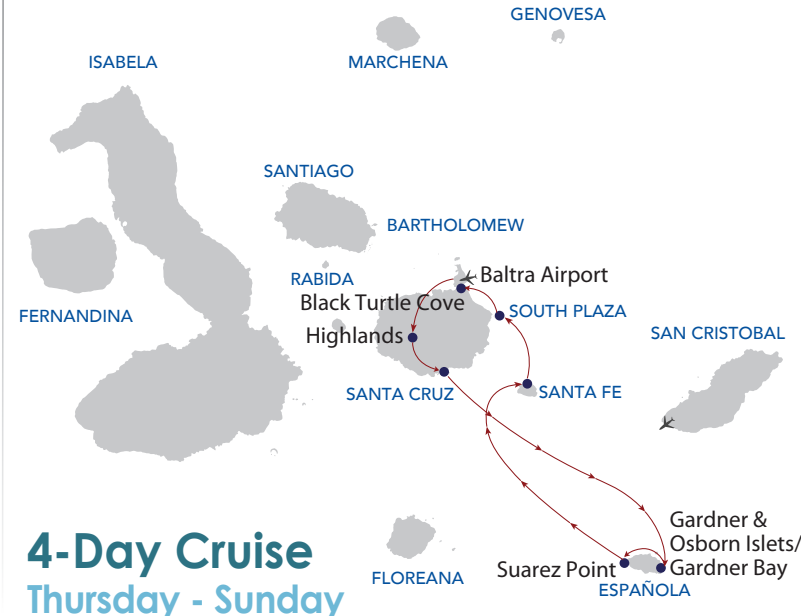 GENOVESA
ISABELA
MARCHENA
SANTIAGO
BARTHOLOMEW
RABIDA
Baltra Airport
Black Turtle Cove
SOUTH PLAZA
FERNANDINA
Highlands
SAN CRISTOBAL
SANTA CRUZ
SANTA FE
Gardner &
Osborn Islets/
Gardner Bay
Suarez Point
ESPAÑOLA
FLOREANA
4-Day Cruise
Thursday - Sunday